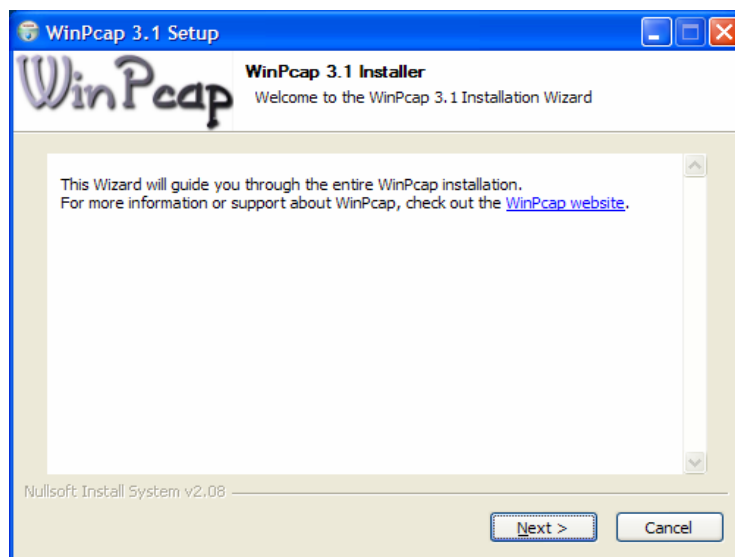 WinPcap 3.1 Setup
WinPcap
WinPcap 3.1 Installer
Welcome to the WinPcap 3.1 Installation Wizard
This Wizard will guide you through the entire WinPcap installation.
For more information or support about WinPcap, check out the WinPcap website.
Nullsoft Install System v2.08
Next >
Cancel